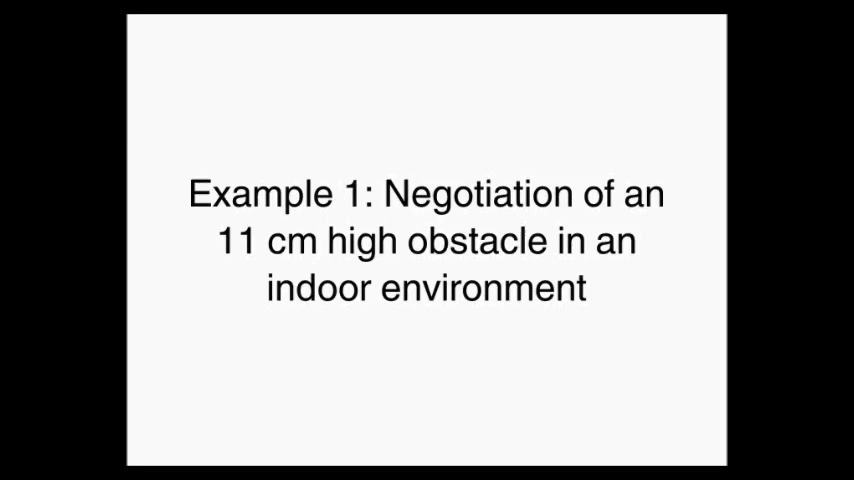 Example 1: Negotiation of an
11 cm high obstacle in an
indoor environment